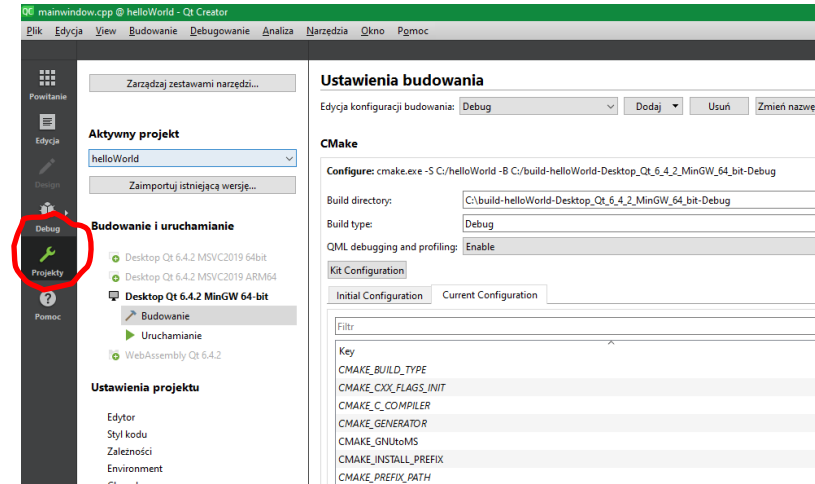 QC mainwindow.cpp @ helloWorld - Qt Creator
Plik Edycja View Budowanie Debugowanie Analiza Narzędzia Okno Pomoc
Powitanie
Edycja
Design
Debug
Projekty
Pomoc
Zarządzaj zestawami narzędzi...
Aktywny projekt
helloWorld
Zaimportuj istniejącą wersję...
Budowanie i uruchamianie
Desktop Qt 6.4.2 MSVC2019 64bit
Desktop Qt 6.4.2 MSVC2019 ARM64
Desktop Qt 6.4.2 MinGW 64-bit
Budowanie
Uruchamianie
WebAssembly Qt 6.4.2
Ustawienia projektu
Edytor
Styl kodu
Zależności
Environment
Ustawienia budowania
Edycja konfiguracji budowania: Debug Dodaj Usuń Zmień nazwę
CMake
Configure: cmake.exe -S C:/helloWorld -B C:/build-helloWorld-Desktop_Qt_6_4_2_MinGW_64_bit-Debug
Build directory: C:\build-helloWorld-Desktop_Qt_6_4_2_MinGW_64_bit-Debug
Build type: Debug
QML debugging and profiling: Enable
Kit Configuration
Initial Configuration Current Configuration
Filtr
Key
CMAKE_BUILD_TYPE
CMAKE_CXX_FLAGS_INIT
CMAKE_C_COMPILER
CMAKE_GENERATOR
CMAKE_GNUtoMS
CMAKE_INSTALL_PREFIX
CMAKE_PREFIX_PATH